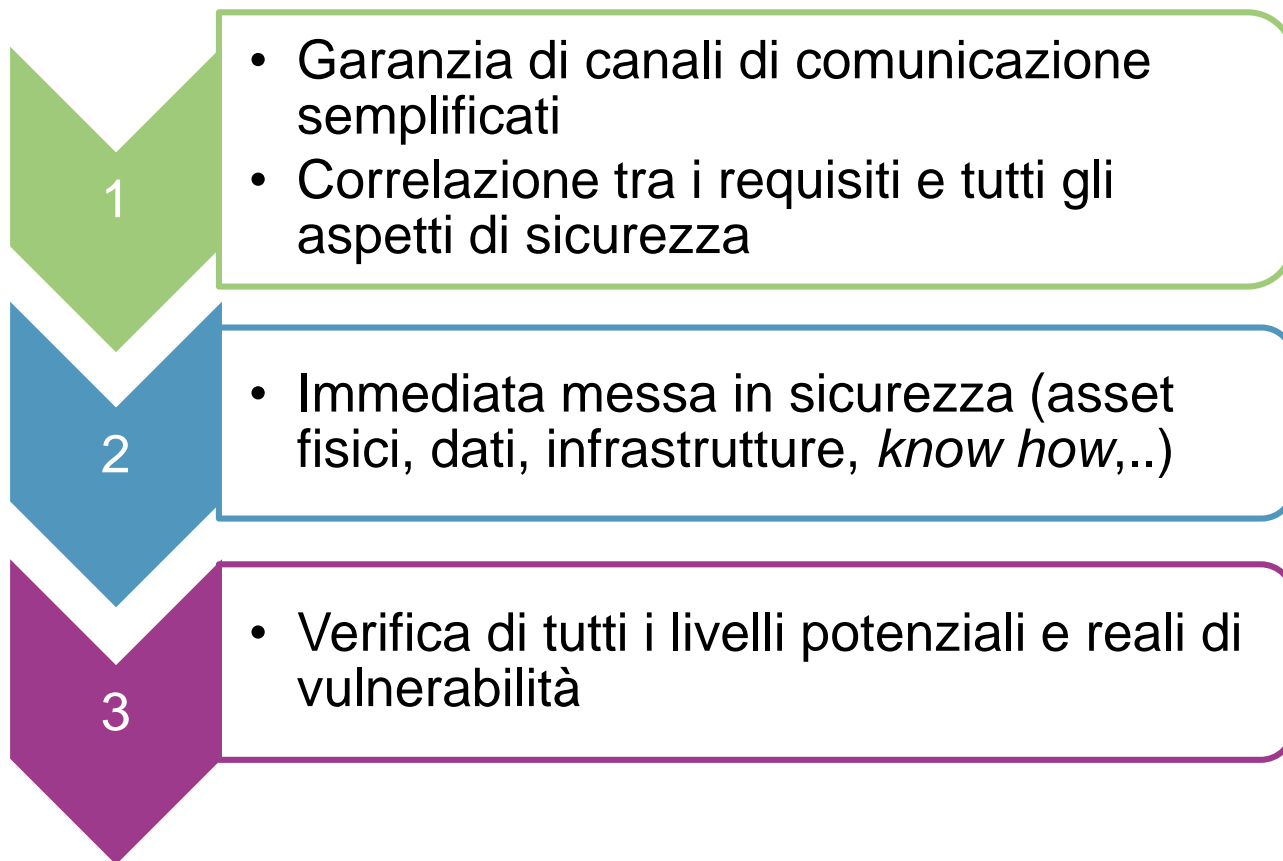 1
• Garanzia di canali di comunicazione
semplificati
• Correlazione tra i requisiti e tutti gli
aspetti di sicurezza
2
• Immediata messa in sicurezza (asset
fisici, dati, infrastrutture, know how,..)
3
• Verifica di tutti i livelli potenziali e reali di
vulnerabilità